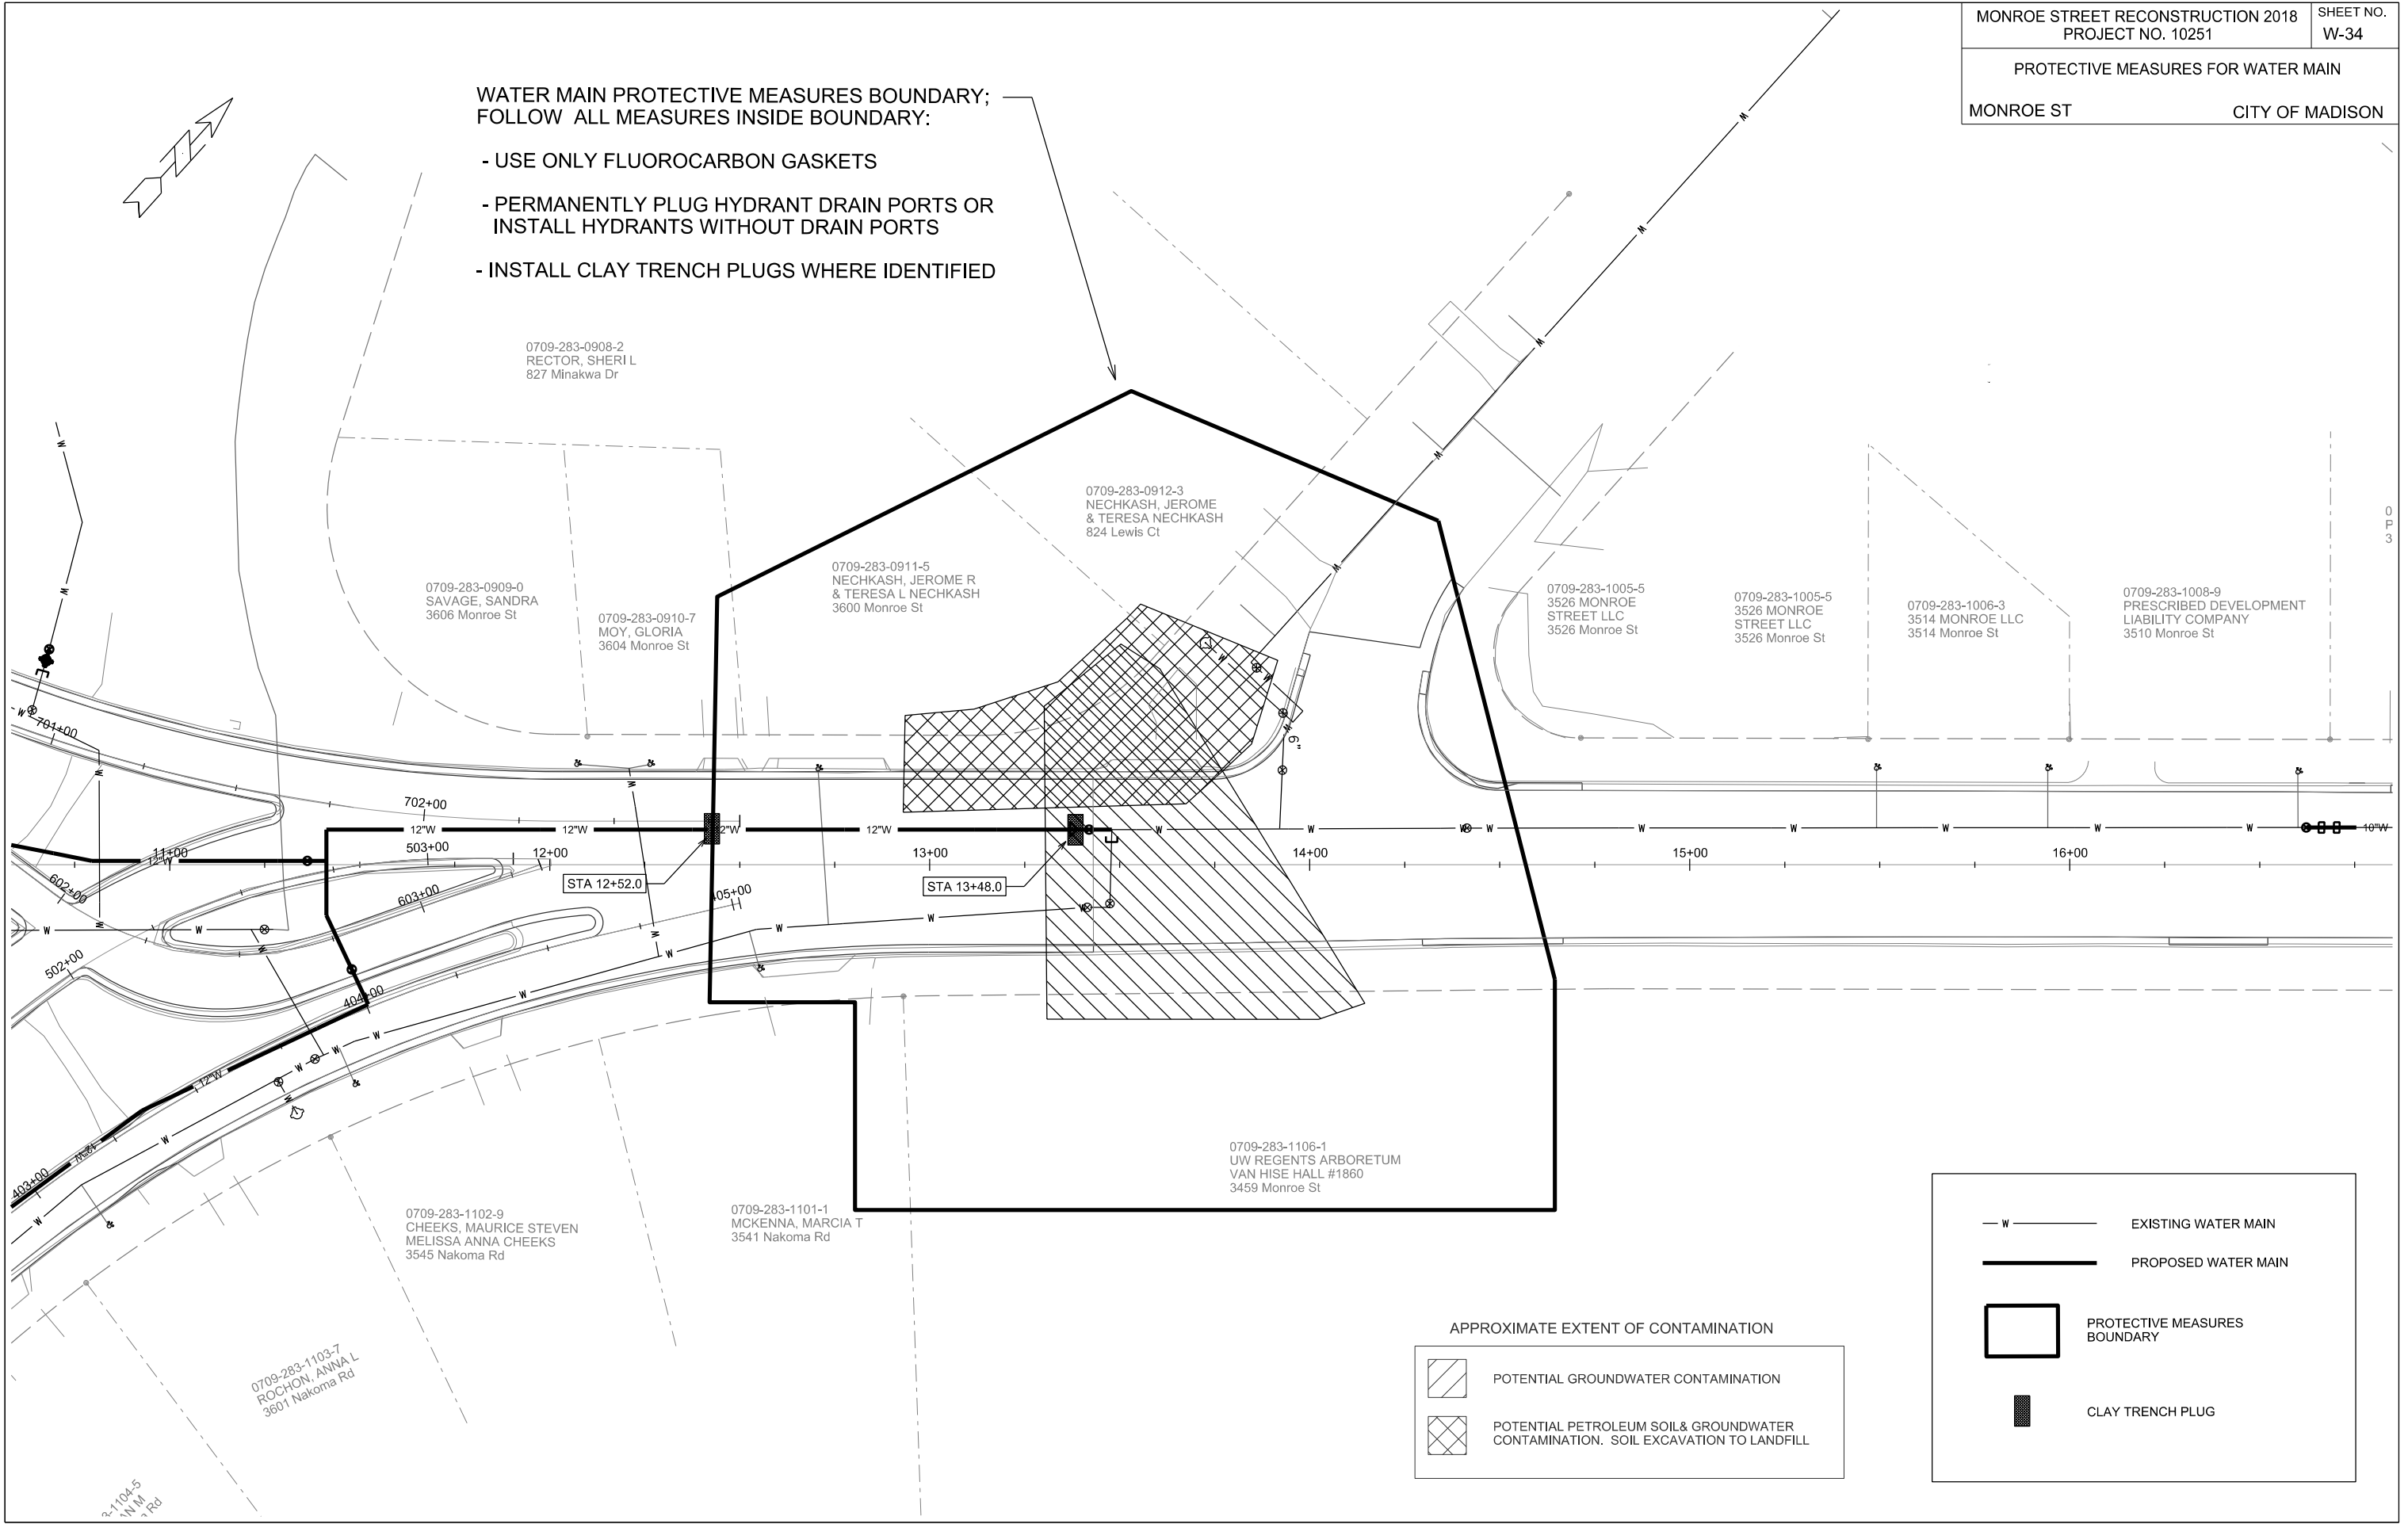 MONROE STREET RECONSTRUCTION 2018
PROJECT NO. 10251
SHEET NO.
W-34
PROTECTIVE MEASURES FOR WATER MAIN
MONROE ST CITY OF MADISON
WATER MAIN PROTECTIVE MEASURES BOUNDARY;
FOLLOW ALL MEASURES INSIDE BOUNDARY:
- USE ONLY FLUOROCARBON GASKETS
- PERMANENTLY PLUG HYDRANT DRAIN PORTS OR
INSTALL HYDRANTS WITHOUT DRAIN PORTS
- INSTALL CLAY TRENCH PLUGS WHERE IDENTIFIED
0709-283-0908-2
RECTOR, SHERI L
827 Minakwa Dr
0709-283-0912-3
NECHKASH, JEROME
& TERESA NECHKASH
824 Lewis Ct
0709-283-0911-5
NECHKASH, JEROME R
& TERESA L NECHKASH
3600 Monroe St
0709-283-0909-0
SAVAGE, SANDRA
3606 Monroe St
0709-283-0910-7
MOY, GLORIA
3604 Monroe St
0709-283-1005-5
3526 MONROE
STREET LLC
3526 Monroe St
0709-283-1005-5
3526 MONROE
STREET LLC
3526 Monroe St
0709-283-1006-3
3514 MONROE LLC
3514 Monroe St
0709-283-1008-9
PRESCRIBED DEVELOPMENT
LIABILITY COMPANY
3510 Monroe St
0
P
3
701+00
702+00
6"
12"W
12"W
12"W
12"W
10"W
11+00
12"W
503+00
12+00
13+00
14+00
15+00
16+00
602+00
603+00
STA 12+52.0
405+00
STA 13+48.0
502+00
404+00
12"W
12"W
403+00
0709-283-1106-1
UW REGENTS ARBORETUM
VAN HISE HALL #1860
3459 Monroe St
0709-283-1102-9
CHEEKS, MAURICE STEVEN
MELISSA ANNA CHEEKS
3545 Nakoma Rd
0709-283-1101-1
MCKENNA, MARCIA T
3541 Nakoma Rd
0709-283-1103-7
ROCHON, ANNA L
3601 Nakoma Rd
3-1104-5
AN M
a Rd
APPROXIMATE EXTENT OF CONTAMINATION
POTENTIAL GROUNDWATER CONTAMINATION
POTENTIAL PETROLEUM SOIL& GROUNDWATER
CONTAMINATION. SOIL EXCAVATION TO LANDFILL
W EXISTING WATER MAIN
PROPOSED WATER MAIN
PROTECTIVE MEASURES
BOUNDARY
CLAY TRENCH PLUG